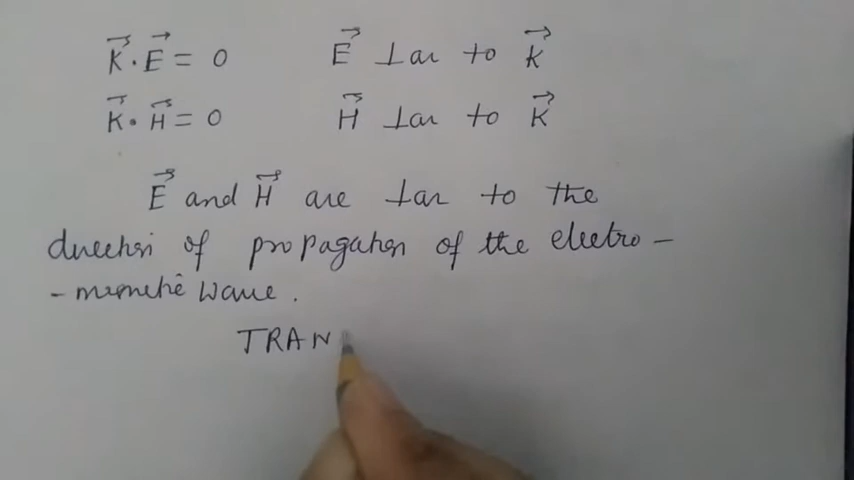 K⃗ · E⃗ = 0 E⃗ ⊥ar to K⃗
K⃗ · H⃗ = 0 H⃗ ⊥ar to K⃗
E⃗ and H⃗ are ⊥ar to the
direction of propagation of the electro –
– magnetic wave .
TRAN